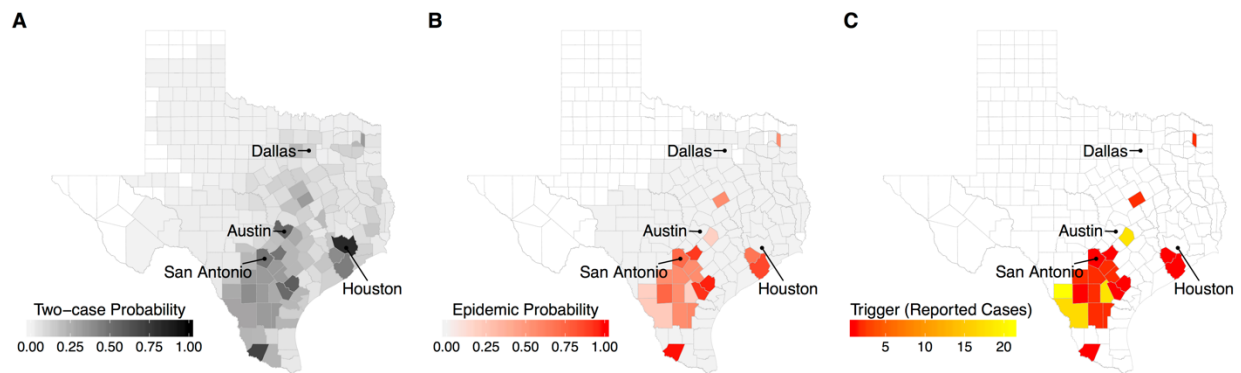 A
Dallas
Austin
San Antonio
Houston
Two-case Probability
0.00 0.25 0.50 0.75 1.00
B
Dallas
Austin
San Antonio
Houston
Epidemic Probability
0.00 0.25 0.50 0.75 1.00
C
Dallas
Austin
San Antonio
Houston
Trigger (Reported Cases)
5 10 15 20